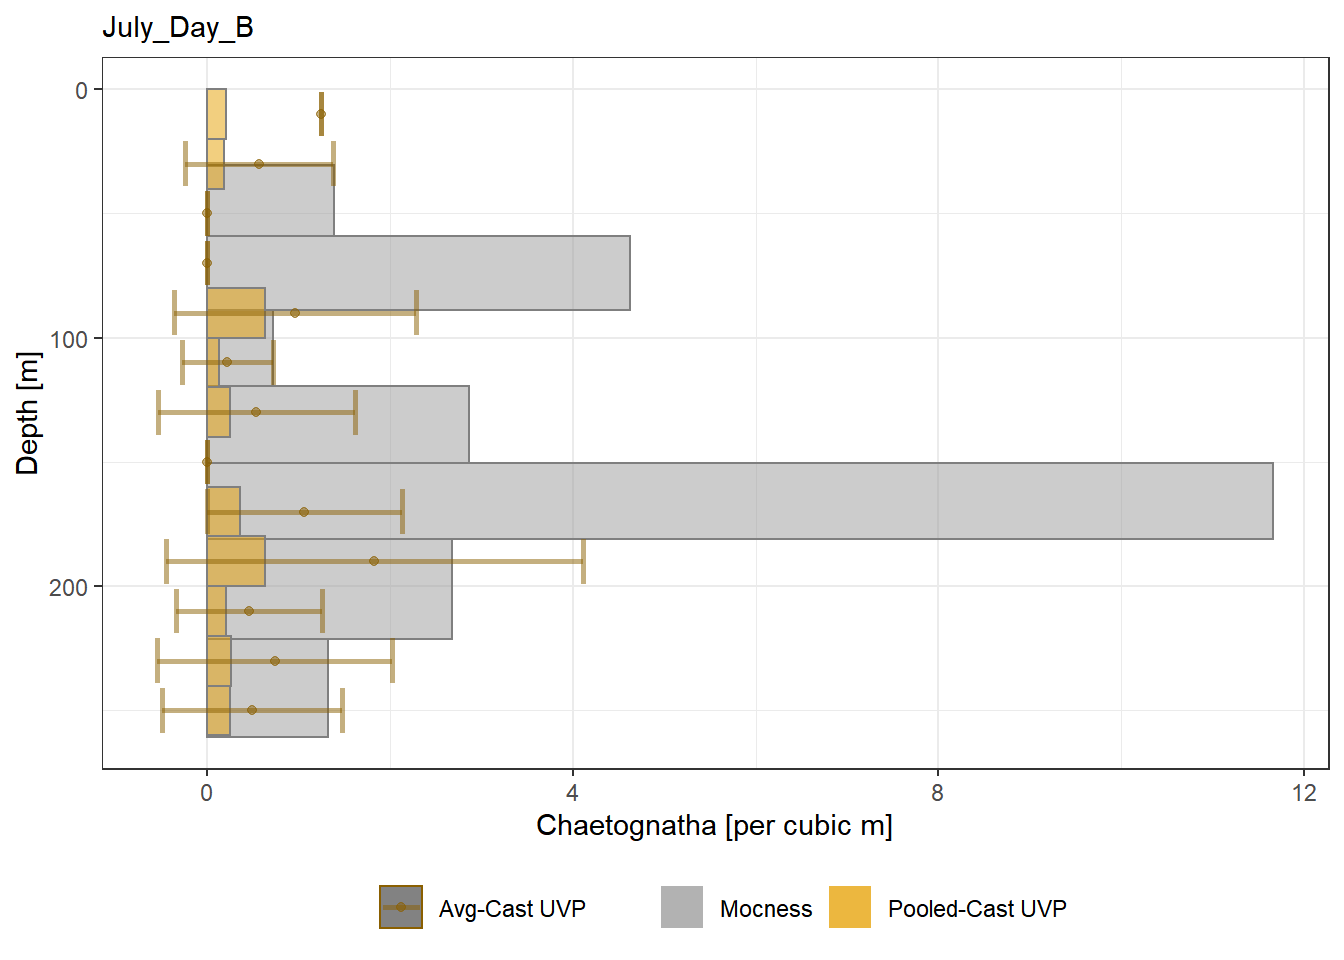 July_Day_B
0
100
200
Depth [m]
0 4 8 12
Chaetognatha [per cubic m]
Avg-Cast UVP Mocness Pooled-Cast UVP